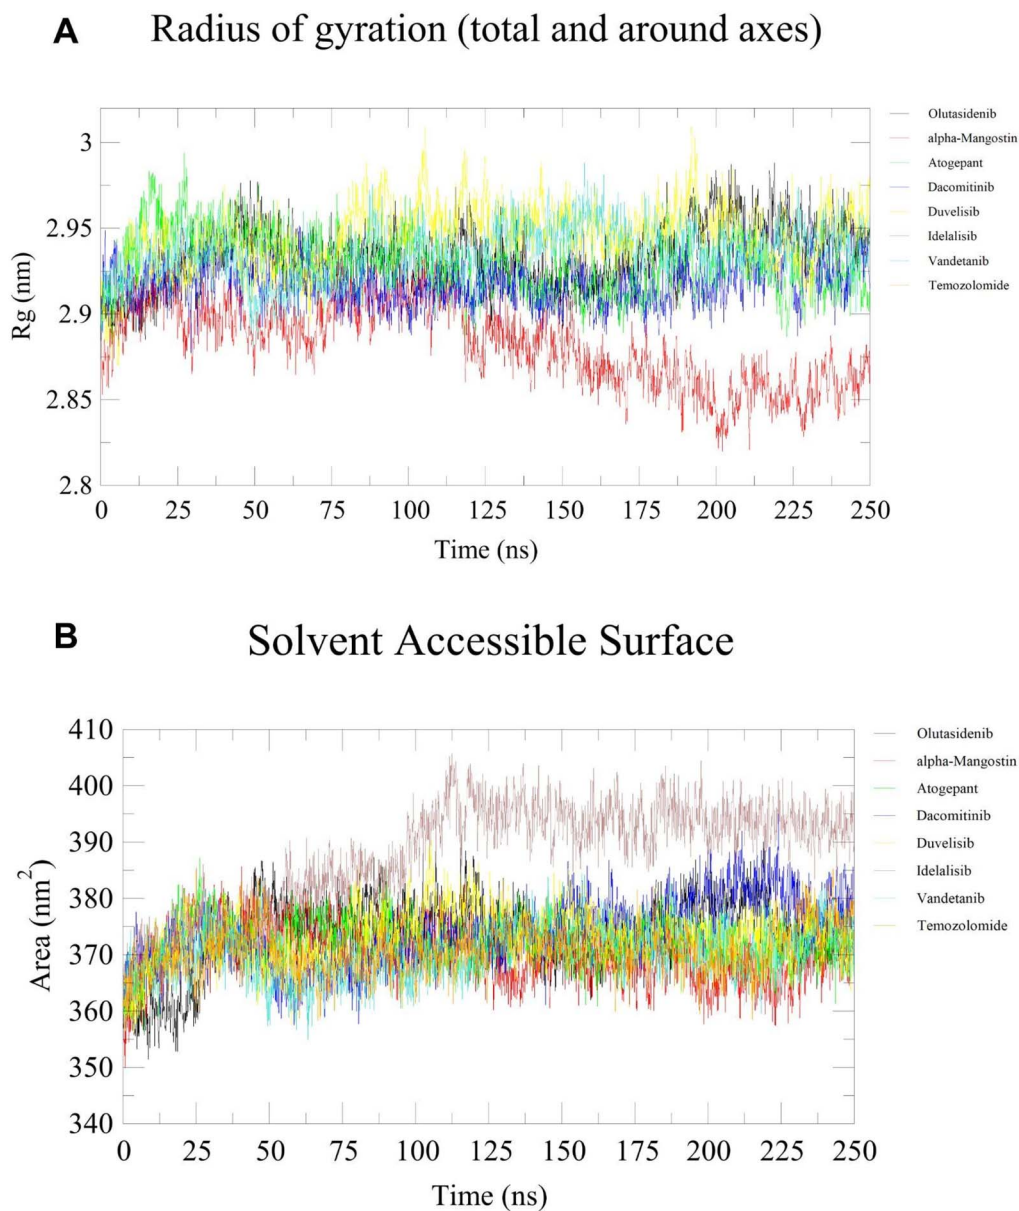 A
Radius of gyration (total and around axes)
3
2.95
2.9
2.85
2.8
Rg (nm)
0 25 50 75 100 125 150 175 200 225 250
Time (ns)
Olutasidenib
alpha-Mangostin
Atogepant
Dacomitinib
Duvelisib
Idelalisib
Vandetanib
Temozolomide
B
Solvent Accessible Surface
410
400
390
380
370
360
350
340
Area (nm²)
0 25 50 75 100 125 150 175 200 225 250
Time (ns)
Olutasidenib
alpha-Mangostin
Atogepant
Dacomitinib
Duvelisib
Idelalisib
Vandetanib
Temozolomide